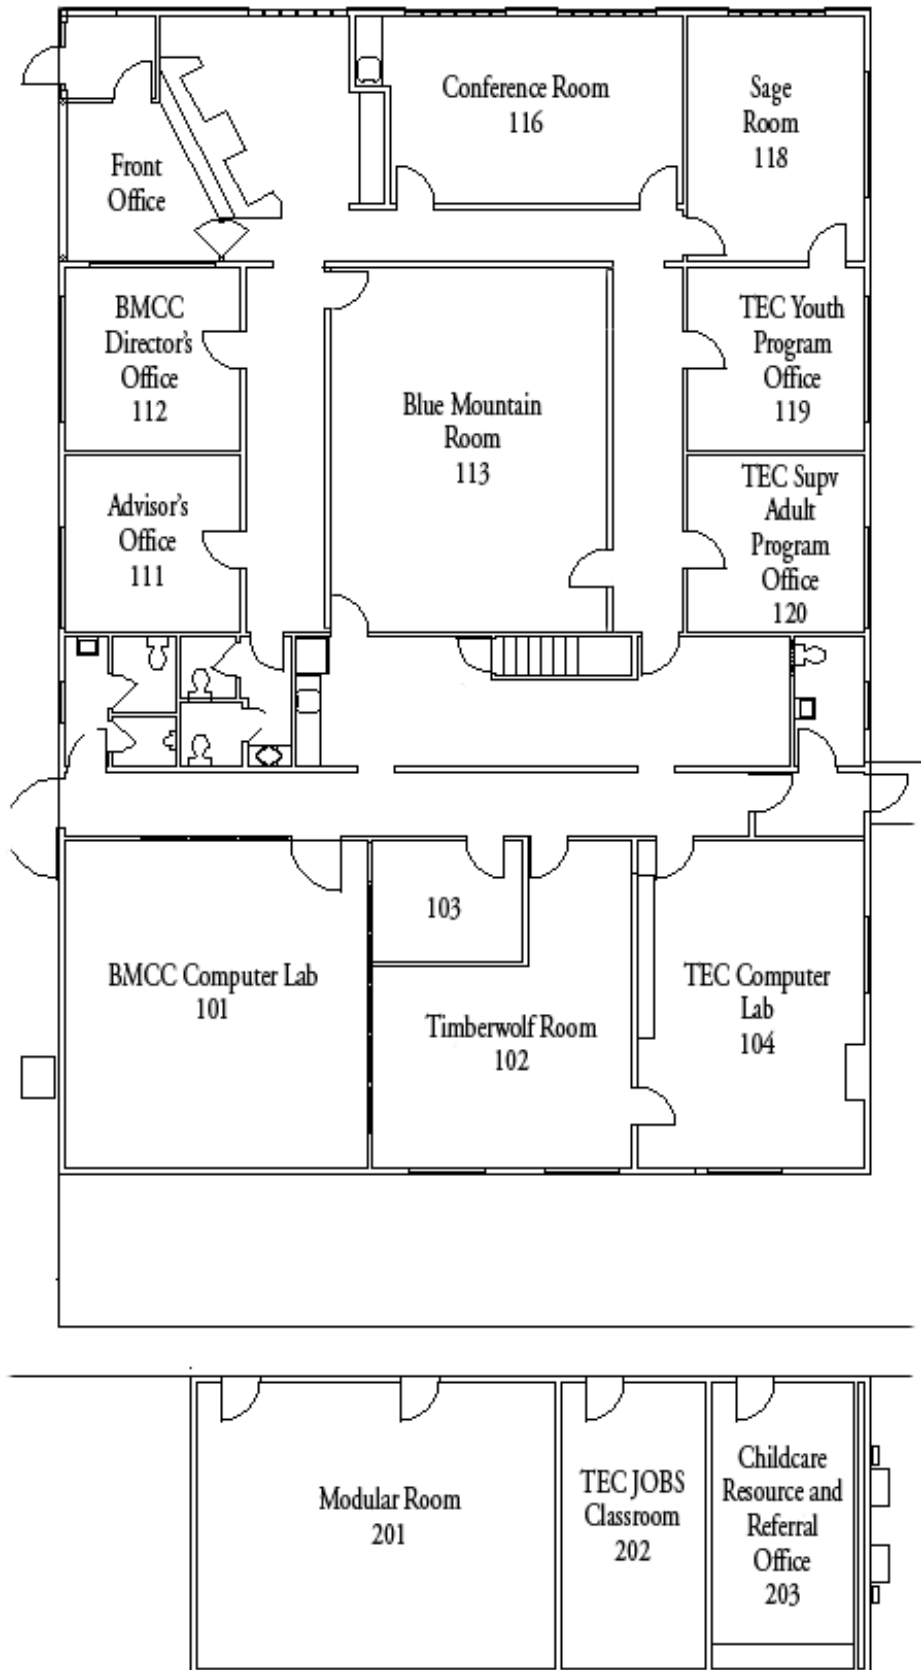 Conference Room
116
Sage
Room
118
Front
Office
BMCC
Director's
Office
112
Blue Mountain
Room
113
TEC Youth
Program
Office
119
Advisor's
Office
111
TEC Supv
Adult
Program
Office
120
103
BMCC Computer Lab
101
Timberwolf Room
102
TEC Computer
Lab
104
Modular Room
201
TEC JOBS
Classroom
202
Childcare
Resource and
Referral
Office
203